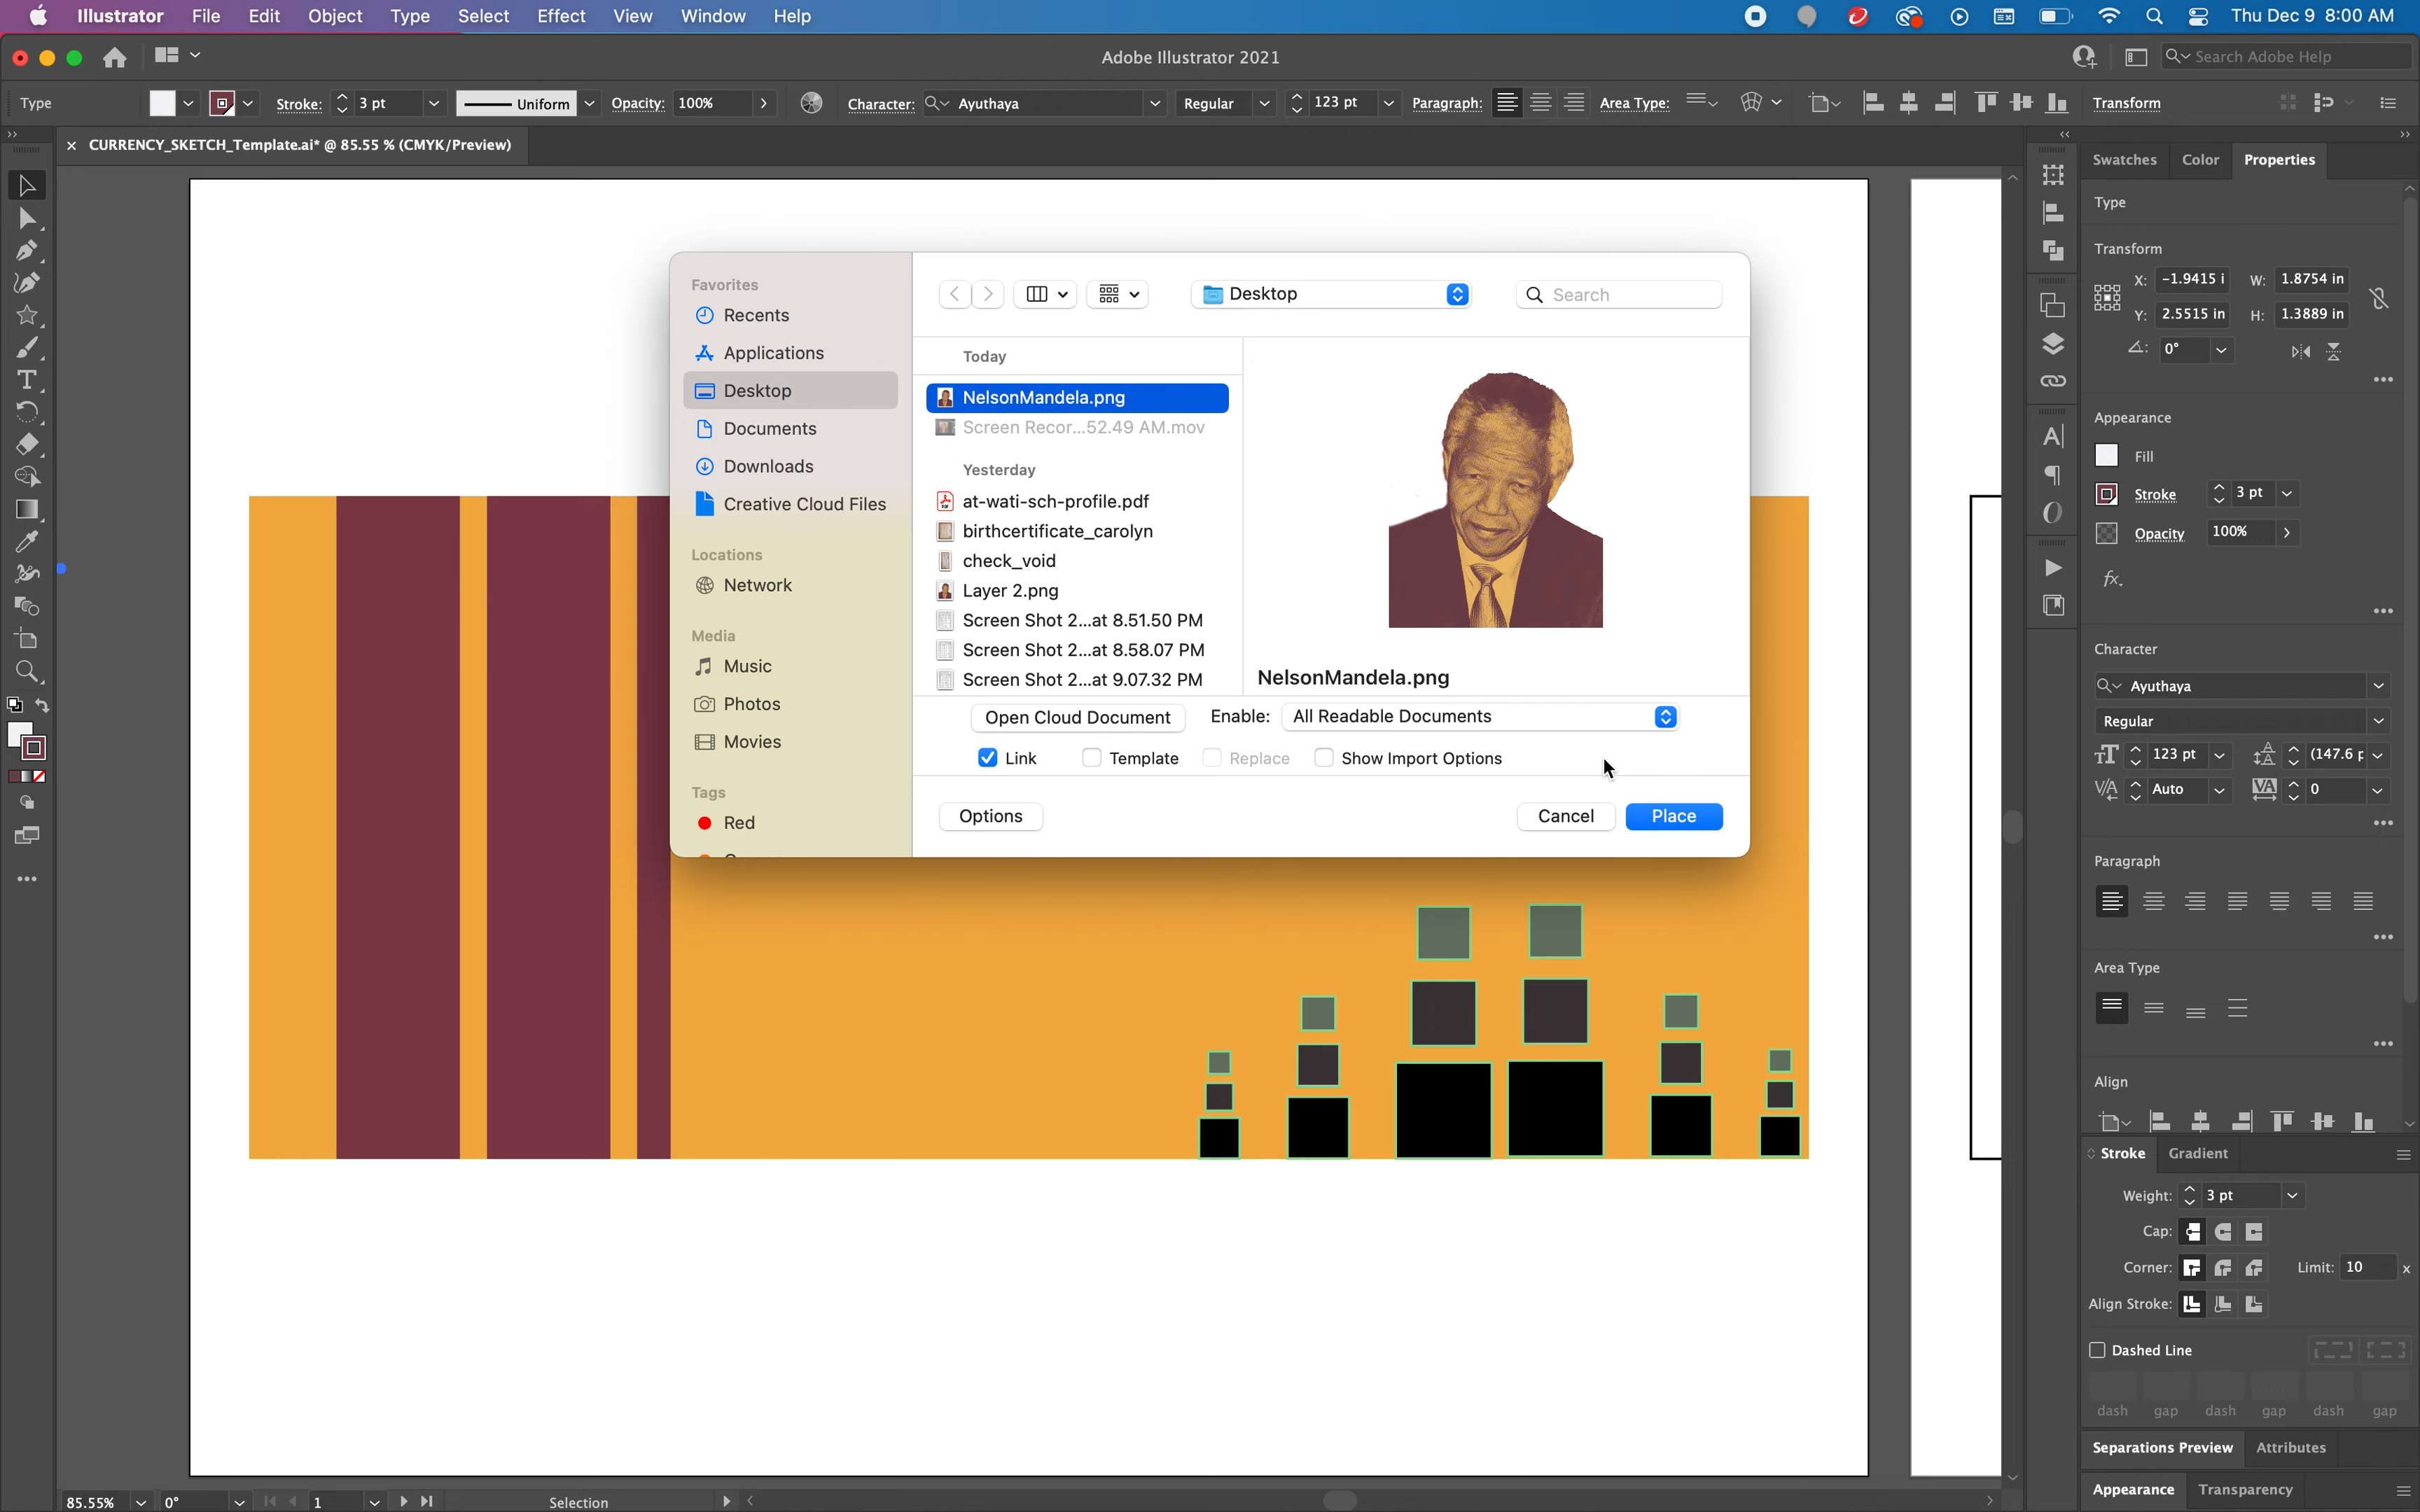 Illustrator File Edit Object Type Select Effect View Window Help
Thu Dec 9 8:00 AM
Adobe Illustrator 2021
Search Adobe Help
Type
Stroke: 3 pt Uniform Opacity: 100% Character: Ayuthaya Regular 123 pt Paragraph: Area Type: Transform
CURRENCY_SKETCH_Template.ai* @ 85.55 % (CMYK/Preview)
Favorites
Recents
Applications
Desktop
Documents
Downloads
Creative Cloud Files
Locations
Network
Media
Music
Photos
Movies
Tags
Red
Desktop
Search
Today
NelsonMandela.png
Screen Recor...52.49 AM.mov
Yesterday
at-wati-sch-profile.pdf
birthcertificate_carolyn
check_void
Layer 2.png
Screen Shot 2...at 8.51.50 PM
Screen Shot 2...at 8.58.07 PM
Screen Shot 2...at 9.07.32 PM
NelsonMandela.png
Open Cloud Document
Enable: All Readable Documents
Link Template Replace Show Import Options
Options Cancel Place
Swatches Color Properties
Type
Transform
X: -1.9415 i W: 1.8754 in
Y: 2.5515 in H: 1.3889 in
0°
Appearance
Fill
Stroke 3 pt
Opacity 100%
fx.
Character
Ayuthaya
Regular
123 pt (147.6 p
Auto 0
Paragraph
Area Type
Align
Stroke Gradient
Weight: 3 pt
Cap:
Corner: Limit: 10 x
Align Stroke:
Dashed Line
dash gap dash gap dash gap
Separations Preview Attributes
Appearance Transparency
85.55% 0° 1 Selection